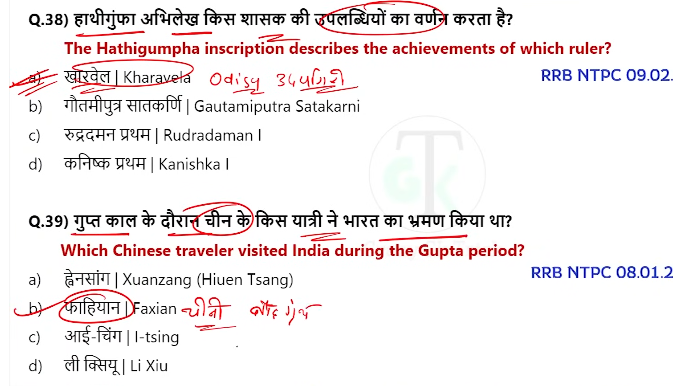 Q.38) हाथीगुंफा अभिलेख किस शासक की उपलब्धियों का वर्णन करता है?
The Hathigumpha inscription describes the achievements of which ruler?
a) खारवेल | Kharavela उदयगिरी
RRB NTPC 09.02.
b) गौतमीपुत्र सातकर्णि | Gautamiputra Satakarni
c) रुद्रदमन प्रथम | Rudradaman I
d) कनिष्क प्रथम | Kanishka I
TGK
Q.39) गुप्त काल के दौरान चीन के किस यात्री ने भारत का भ्रमण किया था?
Which Chinese traveler visited India during the Gupta period?
RRB NTPC 08.01.2
a) ह्वेनसांग | Xuanzang (Hiuen Tsang)
b) फाहियान | Faxian चीनी बौद्ध
c) आई-चिंग | I-tsing
d) ली क्सियू | Li Xiu